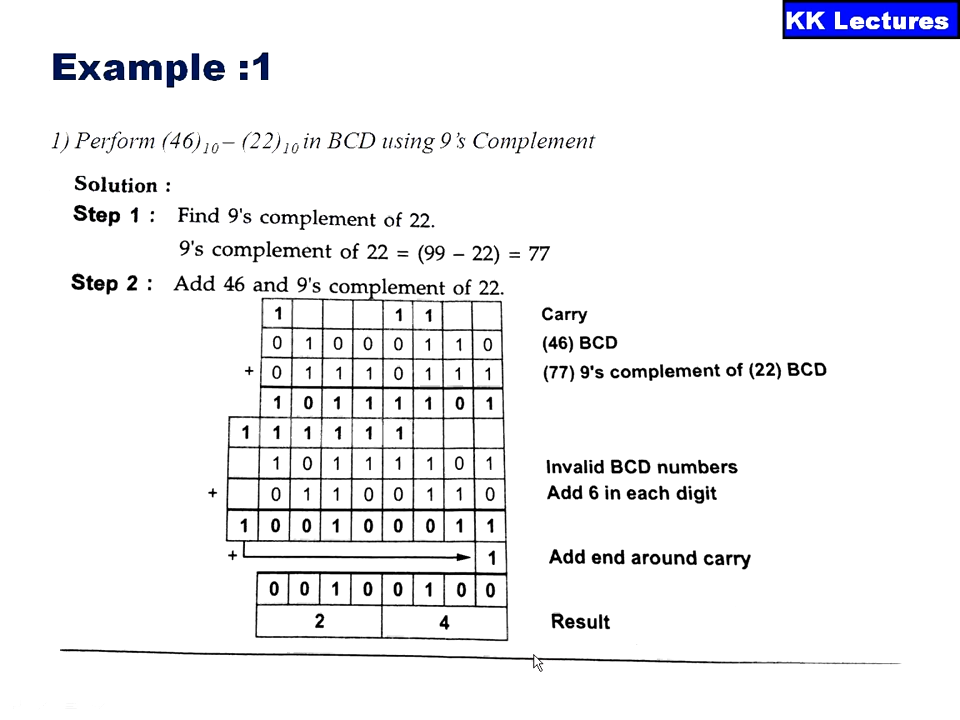 KK Lectures
Example :1
1) Perform (46)₁₀ – (22)₁₀ in BCD using 9's Complement
Solution :
Step 1 : Find 9's complement of 22.
9's complement of 22 = (99 – 22) = 77
Step 2 : Add 46 and 9's complement of 22.
1 1 1 Carry
0 1 0 0 0 1 1 0 (46) BCD
+ 0 1 1 1 0 1 1 1 (77) 9's complement of (22) BCD
1 0 1 1 1 1 0 1
1 1 1 1 1 1
1 0 1 1 1 1 0 1 Invalid BCD numbers
+ 0 1 1 0 0 1 1 0 Add 6 in each digit
1 0 0 1 0 0 0 1 1
+ 1 Add end around carry
0 0 1 0 0 1 0 0
2 4 Result